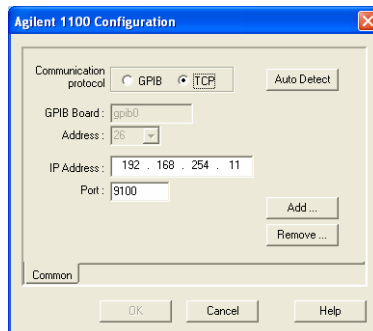 Agilent 1100 Configuration
Communication protocol
GPIB
TCP
Auto Detect
GPIB Board :
gpib0
Address :
26
IP Address :
192 . 168 . 254 . 11
Port :
9100
Add ...
Remove ...
Common
OK
Cancel
Help